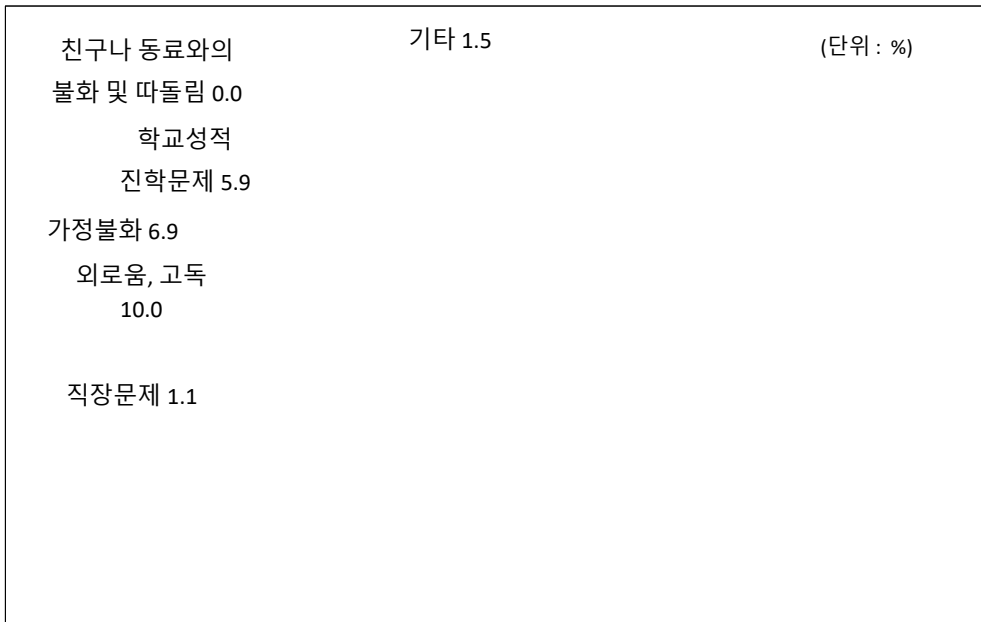 친구나 동료와의
불화 및 따돌림 0.0
학교성적
진학문제 5.9
가정불화 6.9
외로움, 고독
10.0
직장문제 1.1
기타 1.5
(단위 : %)